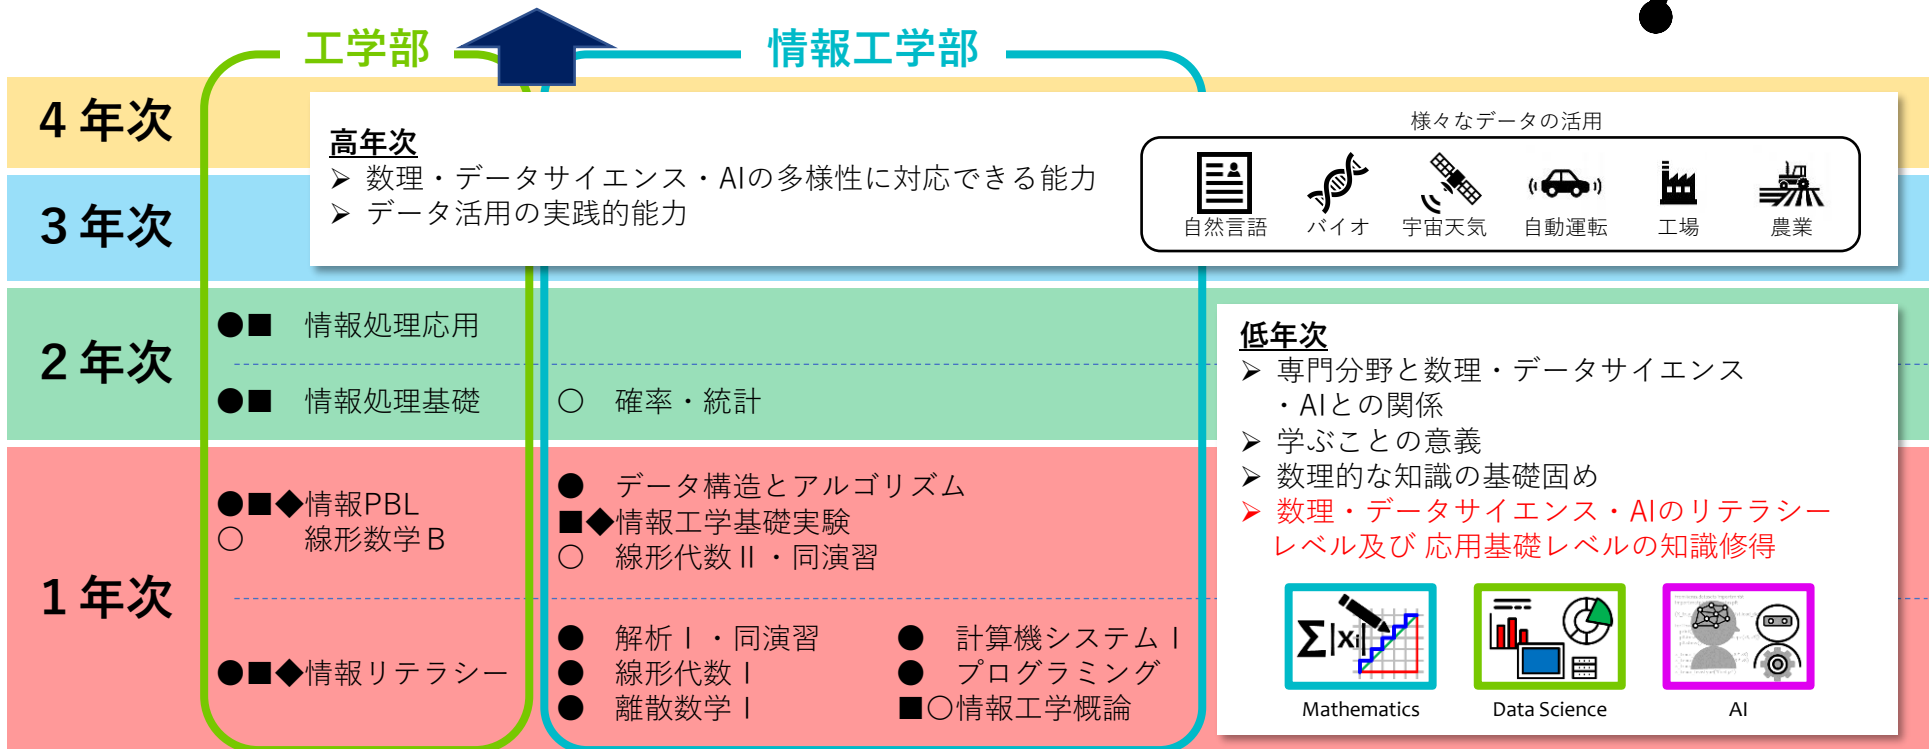 工学部
情報工学部
4年次
高年次
➢ 数理・データサイエンス・AIの多様性に対応できる能力
➢ データ活用の実践的能力
様々なデータの活用
自然言語 バイオ 宇宙天気 自動運転 工場 農業
3年次
2年次
●■ 情報処理応用
●■ 情報処理基礎
○ 確率・統計
1年次
●■◆情報PBL
○ 線形数学B
●■◆情報リテラシー
● データ構造とアルゴリズム
■◆情報工学基礎実験
○ 線形代数Ⅱ・同演習
● 解析Ⅰ・同演習
● 線形代数Ⅰ
● 離散数学Ⅰ
● 計算機システムⅠ
● プログラミング
■○情報工学概論
低年次
➢ 専門分野と数理・データサイエンス
・AIとの関係
➢ 学ぶことの意義
➢ 数理的な知識の基礎固め
➢ 数理・データサイエンス・AIのリテラシー
レベル及び 応用基礎レベルの知識修得
Σ|xi|
Mathematics
Data Science
AI